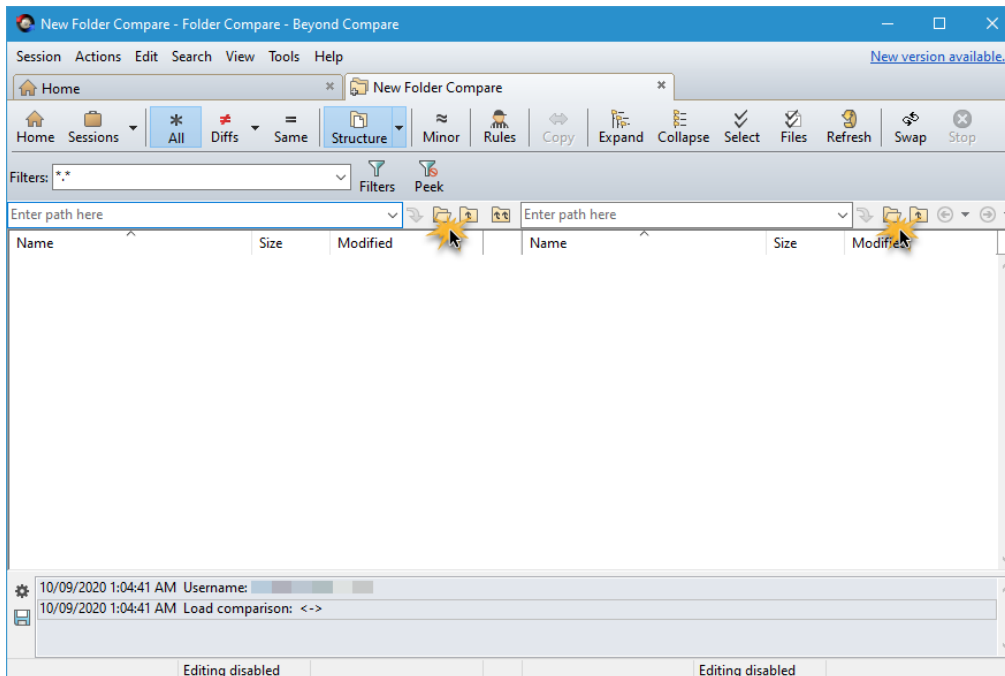 New Folder Compare - Folder Compare - Beyond Compare
Session Actions Edit Search View Tools Help New version available.
Home New Folder Compare
Home Sessions All Diffs Same Structure Minor Rules Copy Expand Collapse Select Files Refresh Swap Stop
Filters: *.* Filters Peek
Enter path here Enter path here
Name Size Modified Name Size Modified
10/09/2020 1:04:41 AM Username:
10/09/2020 1:04:41 AM Load comparison: <->
Editing disabled Editing disabled